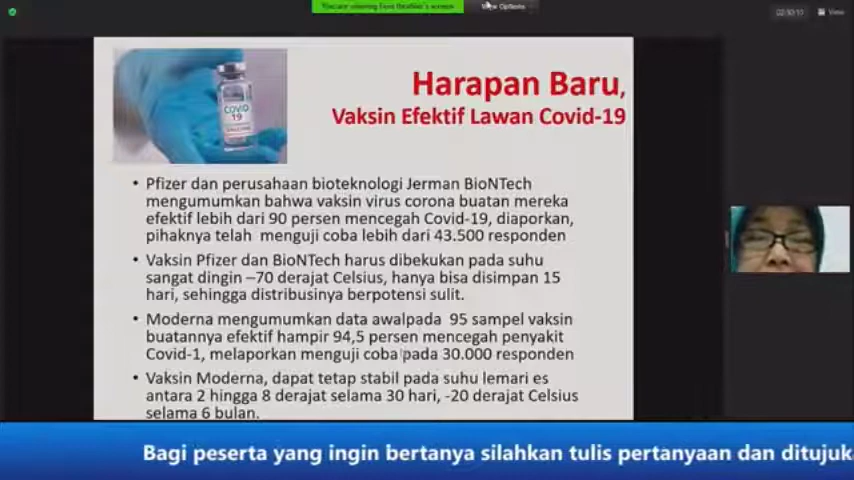 View Options
View
COVID
19
VACCINE
Harapan Baru,
Vaksin Efektif Lawan Covid-19
• Pfizer dan perusahaan bioteknologi Jerman BioNTech
mengumumkan bahwa vaksin virus corona buatan mereka
efektif lebih dari 90 persen mencegah Covid-19, diaporkan,
pihaknya telah menguji coba lebih dari 43.500 responden
• Vaksin Pfizer dan BioNTech harus dibekukan pada suhu
sangat dingin –70 derajat Celsius, hanya bisa disimpan 15
hari, sehingga distribusinya berpotensi sulit.
• Moderna mengumumkan data awalpada 95 sampel vaksin
buatannya efektif hampir 94,5 persen mencegah penyakit
Covid-1, melaporkan menguji coba pada 30.000 responden
• Vaksin Moderna, dapat tetap stabil pada suhu lemari es
antara 2 hingga 8 derajat selama 30 hari, -20 derajat Celsius
selama 6 bulan.
Bagi peserta yang ingin bertanya silahkan tulis pertanyaan dan ditujuka